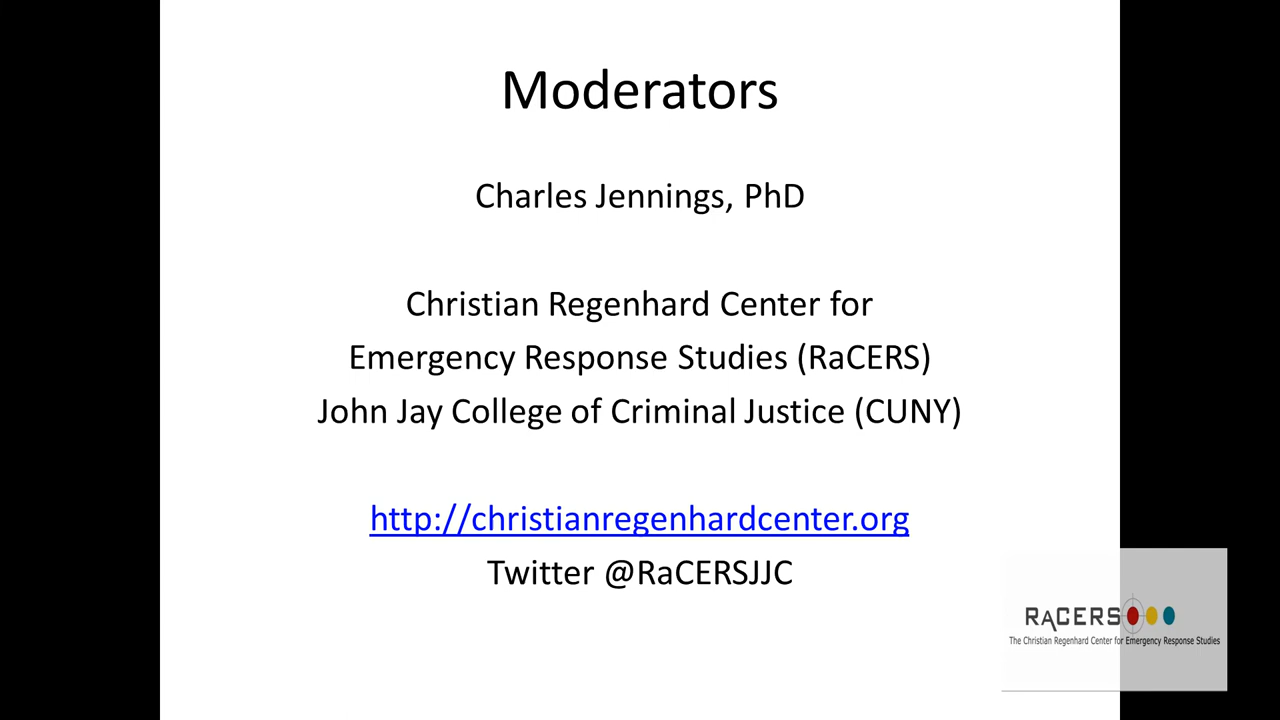 Moderators
Charles Jennings, PhD
Christian Regenhard Center for
Emergency Response Studies (RaCERS)
John Jay College of Criminal Justice (CUNY)
http://christianregenhardcenter.org
Twitter @RaCERSJJC
RACERS
The Christian Regenhard Center for Emergency Response Studies